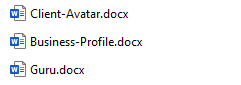 Client-Avatar.docx
Business-Profile.docx
Guru.docx